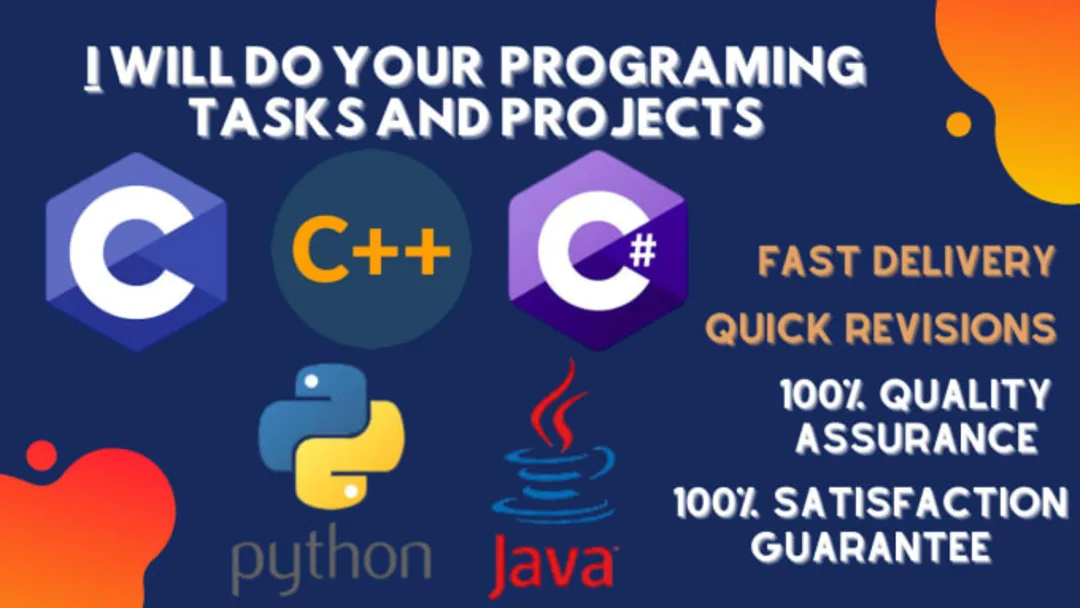 I WILL DO YOUR PROGRAMING
TASKS AND PROJECTS
C
C++
C#
FAST DELIVERY
QUICK REVISIONS
100% QUALITY
ASSURANCE
100% SATISFACTION
GUARANTEE
python
Java